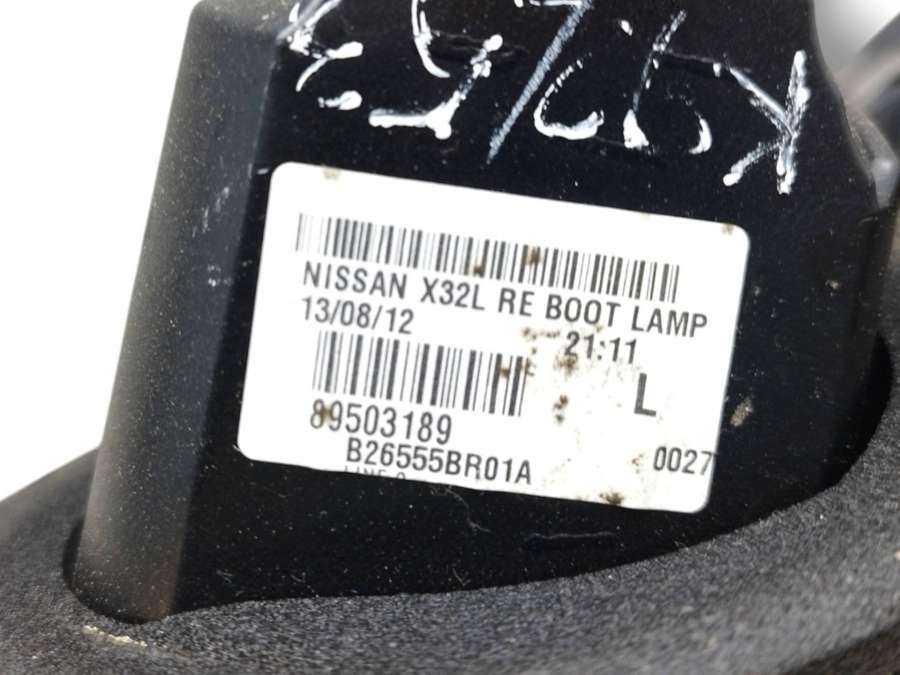 NISSAN X32L RE BOOT LAMP
13/08/12 21:11
L
89503189
B26555BR01A 0027